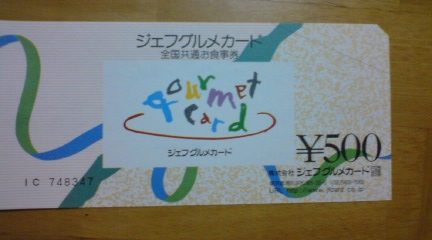 ジェフグルメカード
全国共通お食事券
gourmet
card
ジェフグルメカード
¥500
株式会社 ジェフグルメカード
IC 748347